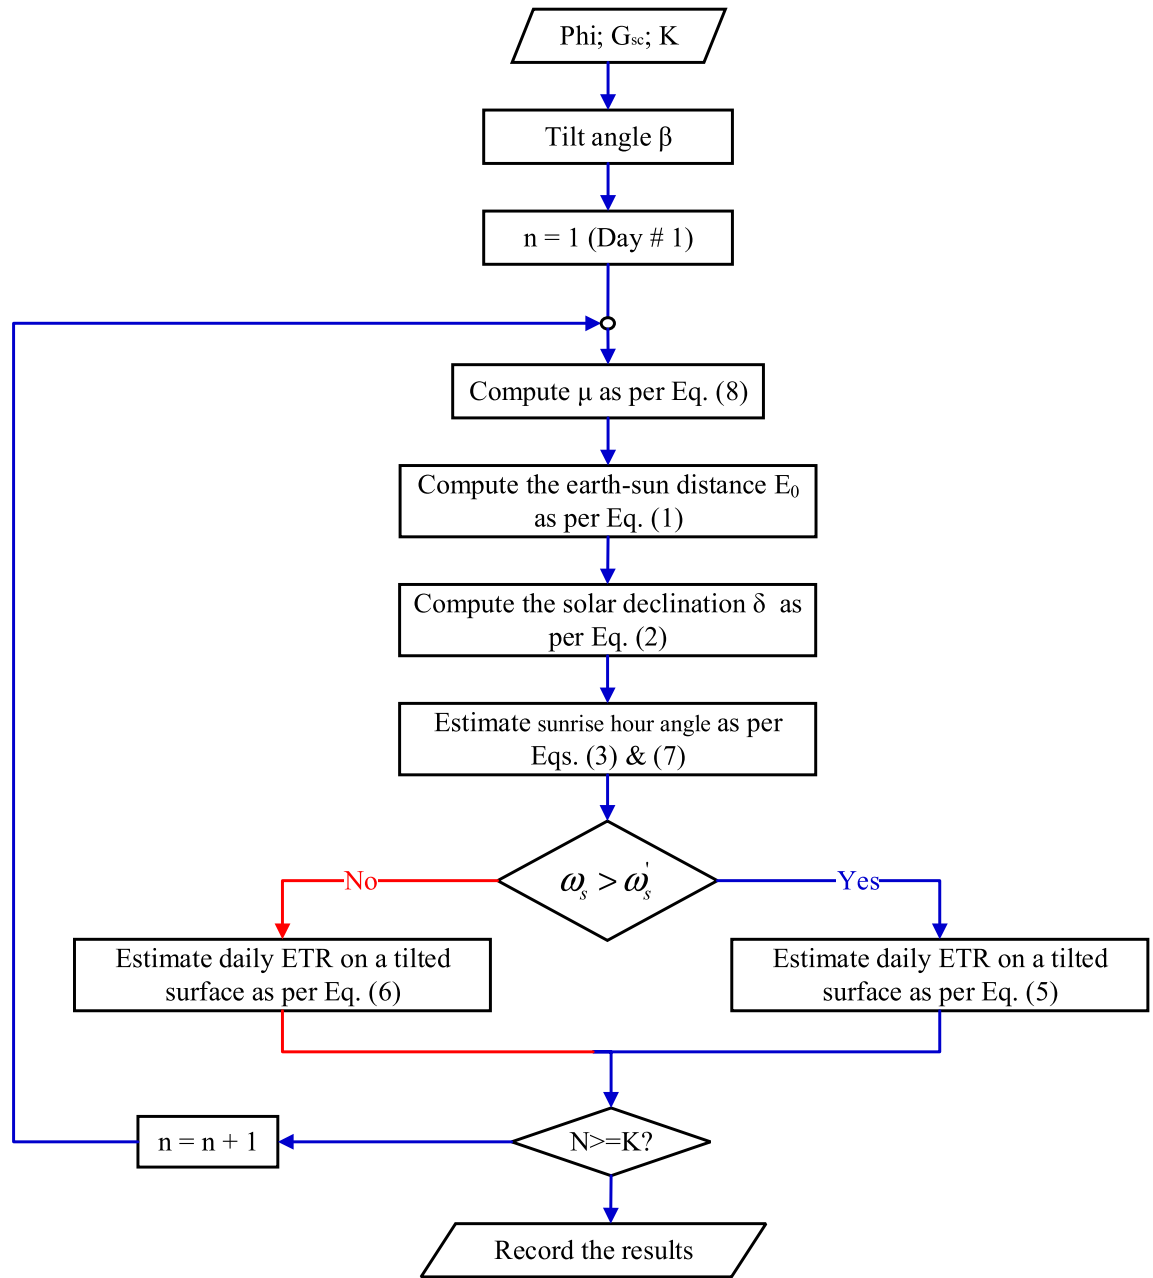 Phi; Gsc; K
Tilt angle β
n = 1 (Day # 1)
Compute μ as per Eq. (8)
Compute the earth-sun distance E₀
as per Eq. (1)
Compute the solar declination δ as
per Eq. (2)
Estimate sunrise hour angle as per
Eqs. (3) & (7)
ωₛ > ω'ₛ
No
Yes
Estimate daily ETR on a tilted
surface as per Eq. (6)
Estimate daily ETR on a tilted
surface as per Eq. (5)
n = n + 1
N>=K?
Record the results